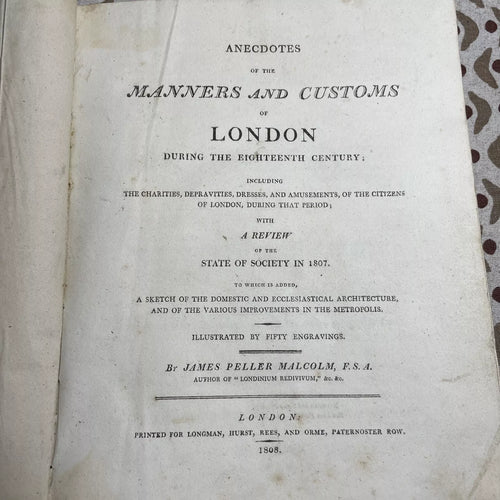 ANECDOTES
OF THE
MANNERS AND CUSTOMS
OF
LONDON
DURING THE EIGHTEENTH CENTURY;
INCLUDING
THE CHARITIES, DEPRAVITIES, DRESSES, AND AMUSEMENTS, OF THE CITIZENS
OF LONDON, DURING THAT PERIOD;
WITH
A REVIEW
OF THE
STATE OF SOCIETY IN 1807.
TO WHICH IS ADDED,
A SKETCH OF THE DOMESTIC AND ECCLESIASTICAL ARCHITECTURE,
AND OF THE VARIOUS IMPROVEMENTS IN THE METROPOLIS.
ILLUSTRATED BY FIFTY ENGRAVINGS.
BY JAMES PELLER MALCOLM, F.S.A.
AUTHOR OF "LONDINIUM REDIVIVUM," &c. &c.
LONDON:
PRINTED FOR LONGMAN, HURST, REES, AND ORME, PATERNOSTER ROW.
1808.